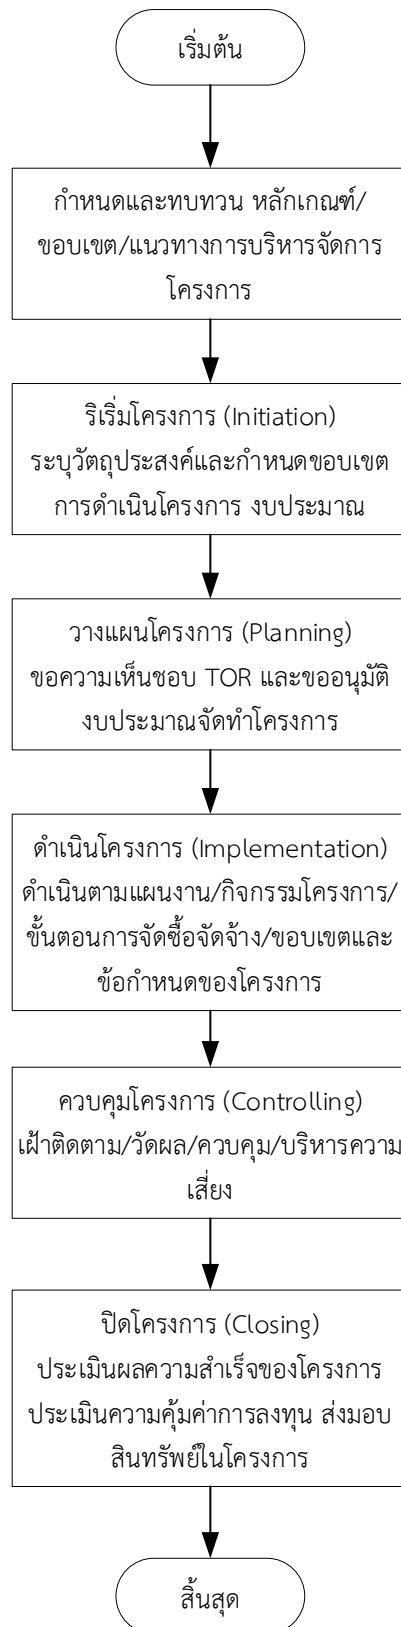 เริ่มต้น
กำหนดและทบทวน หลักเกณฑ์/
ขอบเขต/แนวทางการบริหารจัดการ
โครงการ
ริเริ่มโครงการ (Initiation)
ระบุวัตถุประสงค์และกำหนดขอบเขต
การดำเนินโครงการ งบประมาณ
วางแผนโครงการ (Planning)
ขอความเห็นชอบ TOR และขออนุมัติ
งบประมาณจัดทำโครงการ
ดำเนินโครงการ (Implementation)
ดำเนินตามแผนงาน/กิจกรรมโครงการ/
ขั้นตอนการจัดซื้อจัดจ้าง/ขอบเขตและ
ข้อกำหนดของโครงการ
ควบคุมโครงการ (Controlling)
เฝ้าติดตาม/วัดผล/ควบคุม/บริหารความ
เสี่ยง
ปิดโครงการ (Closing)
ประเมินผลความสำเร็จของโครงการ
ประเมินความคุ้มค่าการลงทุน ส่งมอบ
สินทรัพย์ในโครงการ
สิ้นสุด